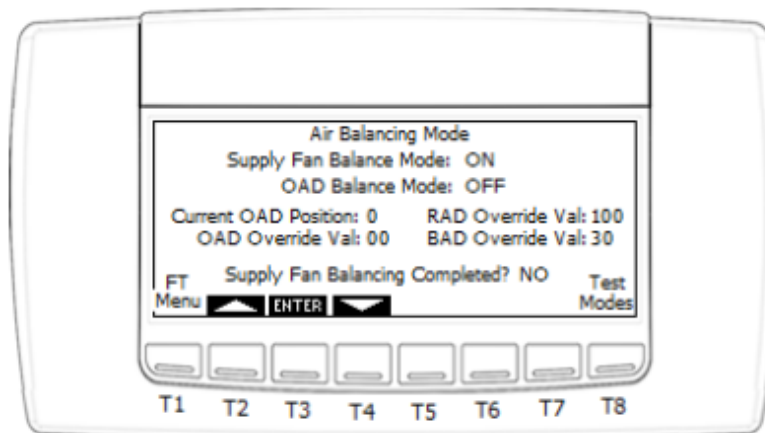 Air Balancing Mode
Supply Fan Balance Mode: ON
OAD Balance Mode: OFF
Current OAD Position: 0 RAD Override Val: 100
OAD Override Val: 00 BAD Override Val: 30
Supply Fan Balancing Completed? NO
FT Menu ENTER Test Modes
T1 T2 T3 T4 T5 T6 T7 T8